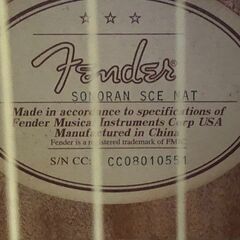 Fender
SONORAN SCE NAT
Made in accordance to specifications of
Fender Musical Instruments Corp USA
Manufactured in China
Fender is a registered trademark of FMIC
S/N CC: CC08010551